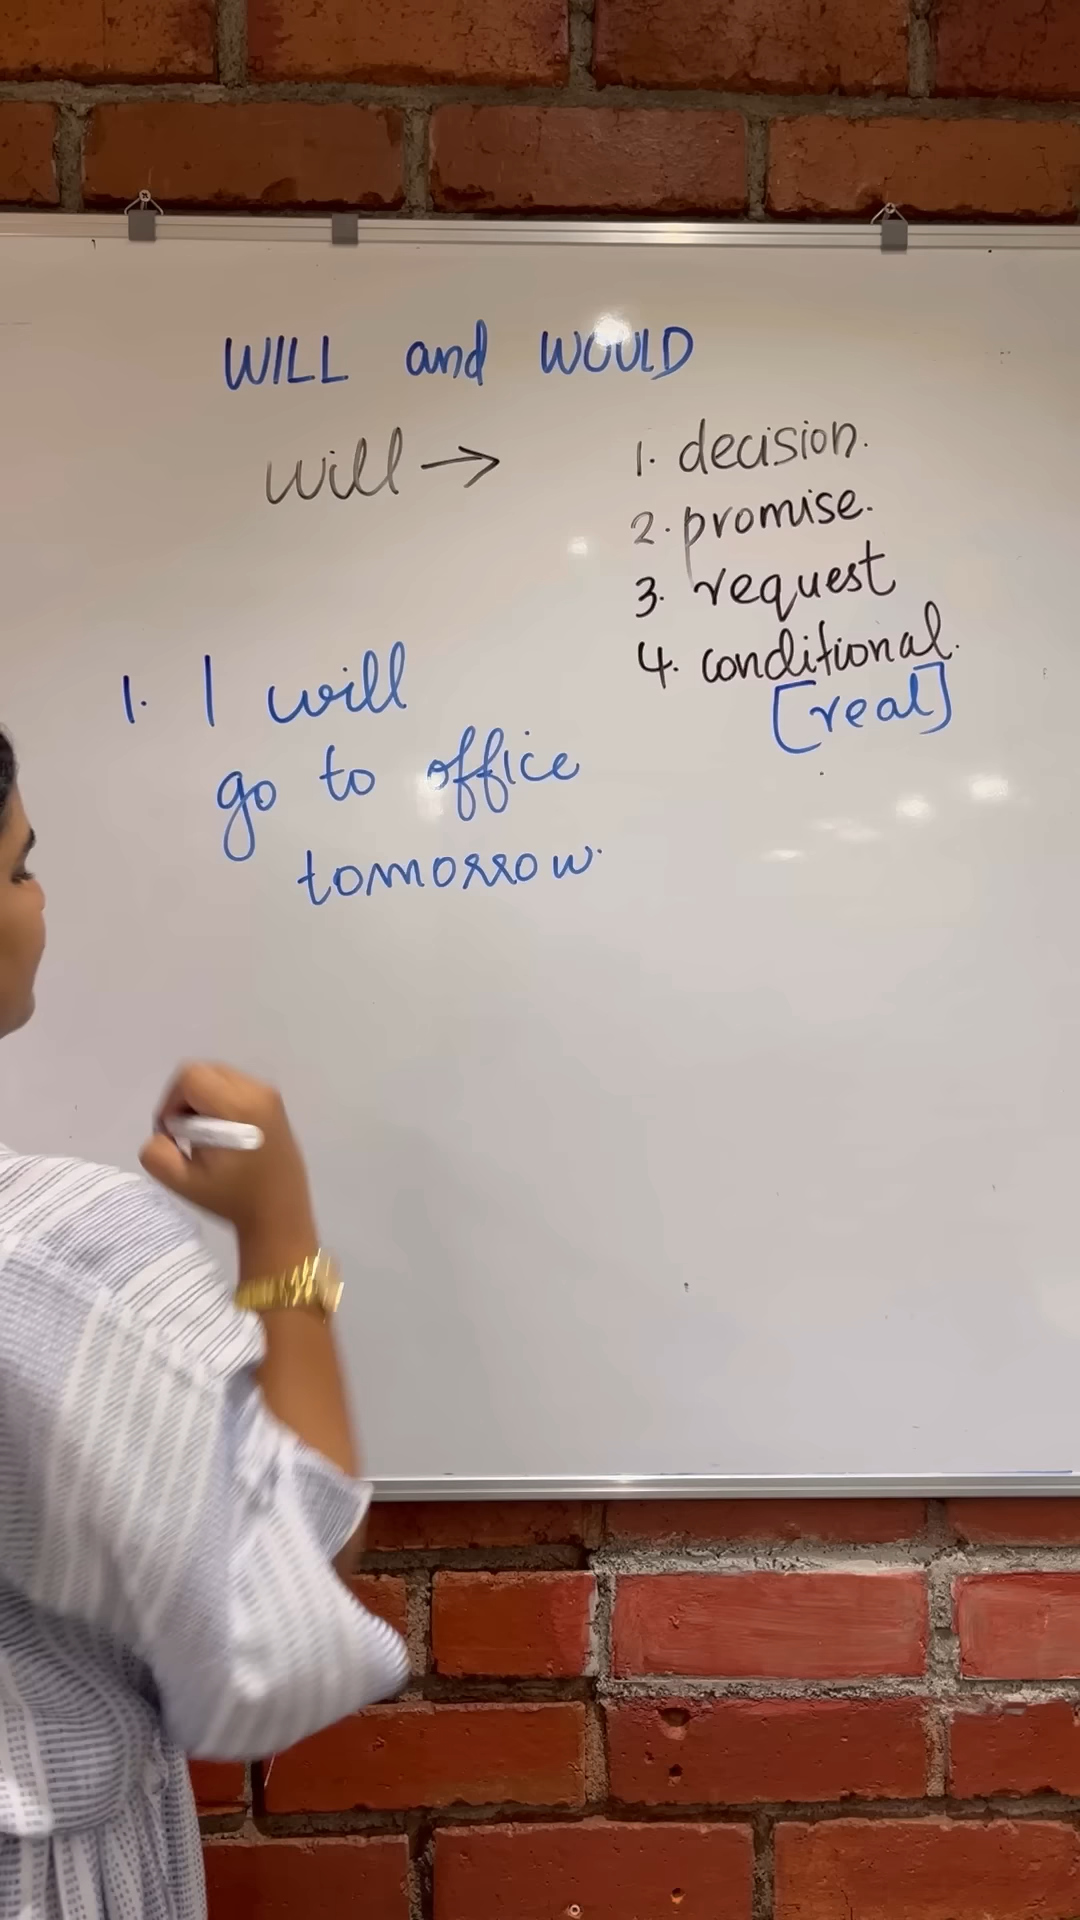 WILL and WOULD
will →
1. decision.
2. promise.
3. request
4. conditional.
[real]
1. I will
go to office
tomorrow.